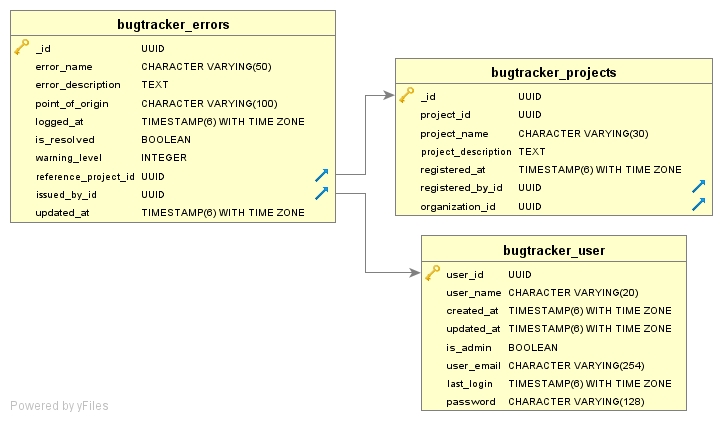 bugtracker_errors
_id UUID
error_name CHARACTER VARYING(50)
error_description TEXT
point_of_origin CHARACTER VARYING(100)
logged_at TIMESTAMP(6) WITH TIME ZONE
is_resolved BOOLEAN
warning_level INTEGER
reference_project_id UUID
issued_by_id UUID
updated_at TIMESTAMP(6) WITH TIME ZONE
bugtracker_projects
_id UUID
project_id UUID
project_name CHARACTER VARYING(30)
project_description TEXT
registered_at TIMESTAMP(6) WITH TIME ZONE
registered_by_id UUID
organization_id UUID
bugtracker_user
user_id UUID
user_name CHARACTER VARYING(20)
created_at TIMESTAMP(6) WITH TIME ZONE
updated_at TIMESTAMP(6) WITH TIME ZONE
is_admin BOOLEAN
user_email CHARACTER VARYING(254)
last_login TIMESTAMP(6) WITH TIME ZONE
password CHARACTER VARYING(128)
Powered by yFiles